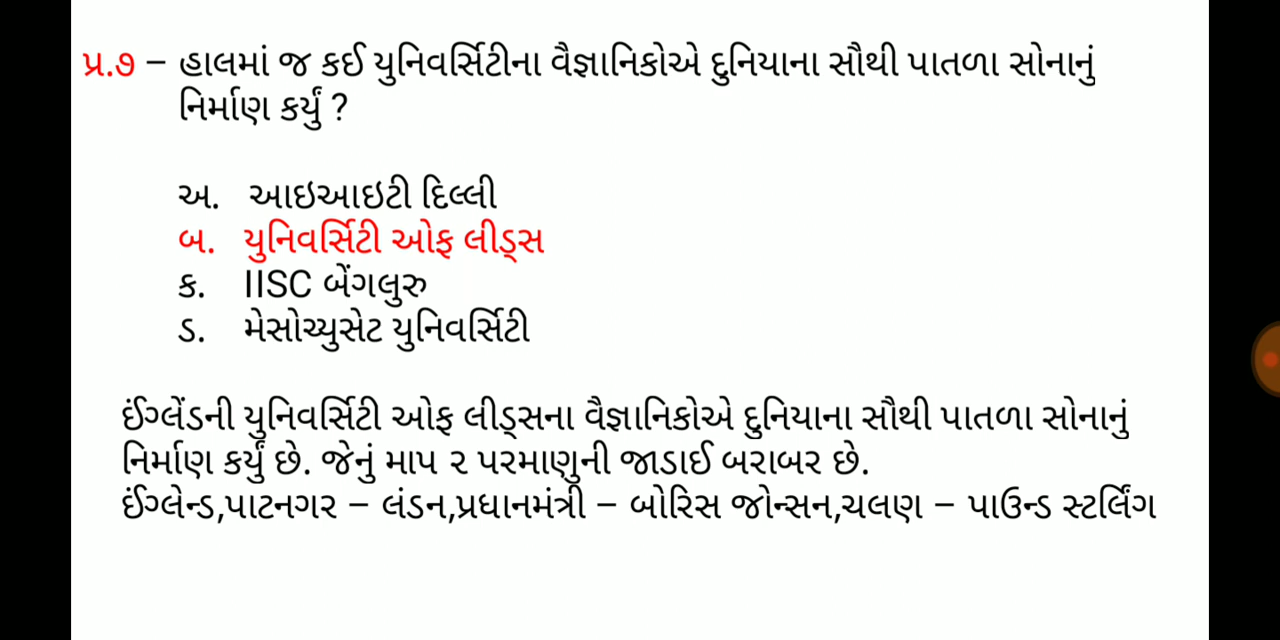 પ્ર.૭ – હાલમાં જ કઈ યુનિવર્સિટીના વૈજ્ઞાનિકોએ દુનિયાના સૌથી પાતળા સોનાનું
નિર્માણ કર્યું ?
અ. આઇઆઇટી દિલ્લી
બ. યુનિવર્સિટી ઓફ લીડ્સ
ક. IISC બેંગલુરુ
ડ. મેસોચ્યુસેટ યુનિવર્સિટી
ઈંગ્લેંડની યુનિવર્સિટી ઓફ લીડ્સના વૈજ્ઞાનિકોએ દુનિયાના સૌથી પાતળા સોનાનું
નિર્માણ કર્યું છે. જેનું માપ ૨ પરમાણુની જાડાઈ બરાબર છે.
ઈંગ્લેન્ડ,પાટનગર – લંડન,પ્રધાનમંત્રી – બોરિસ જોન્સન,ચલણ – પાઉન્ડ સ્ટર્લિંગ